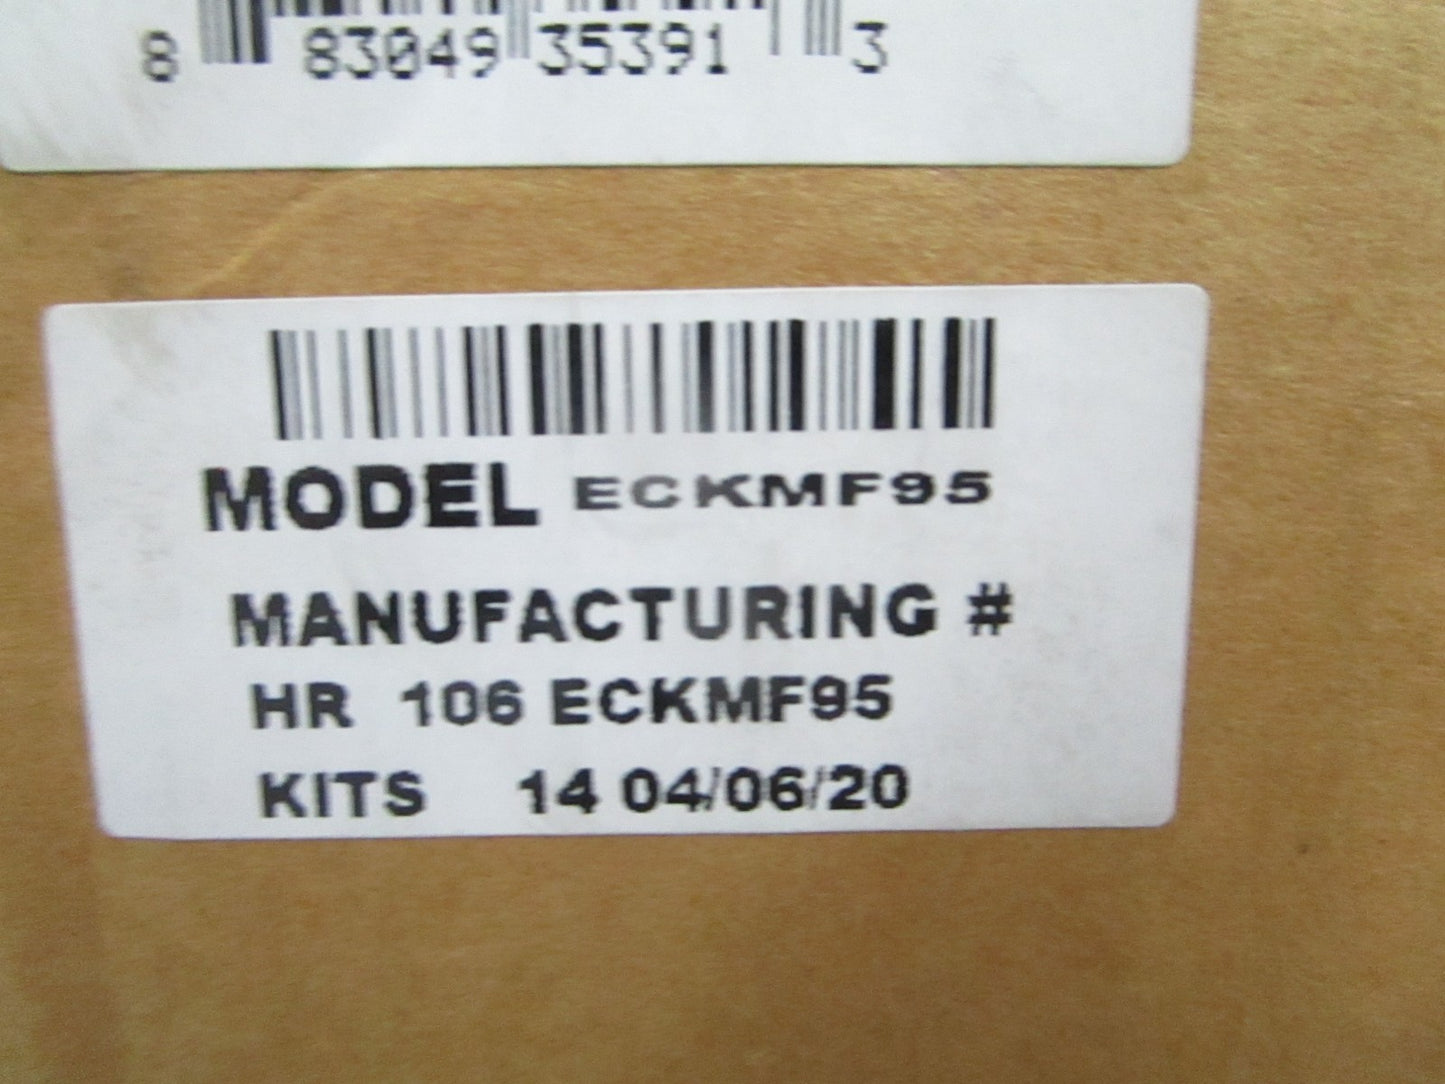 8 83049 35391 3
MODEL ECKMF95
MANUFACTURING #
HR 106 ECKMF95
KITS 14 04/06/20